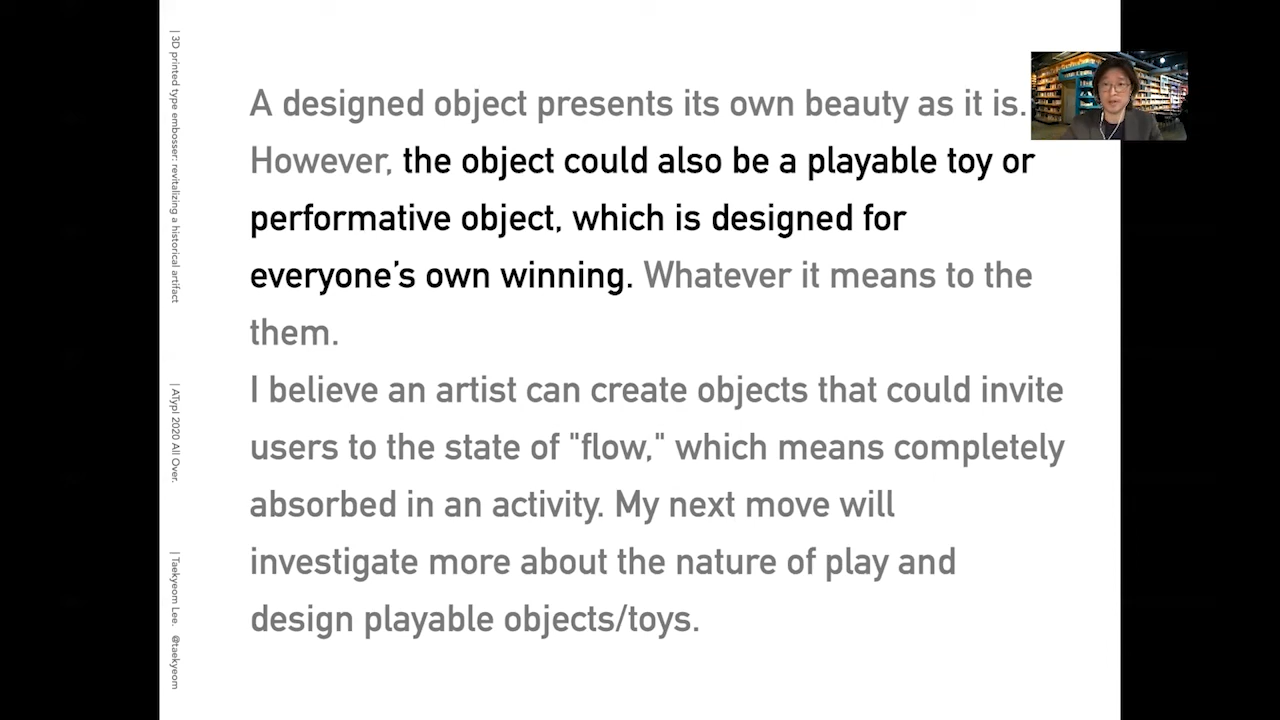 | 3D printed type embosser: revitalizing a historical artifact
| ATypI 2020 All Over.
| Taekyeom Lee. @taekyeom
A designed object presents its own beauty as it is.
However, the object could also be a playable toy or
performative object, which is designed for
everyone's own winning. Whatever it means to the
them.
I believe an artist can create objects that could invite
users to the state of "flow," which means completely
absorbed in an activity. My next move will
investigate more about the nature of play and
design playable objects/toys.